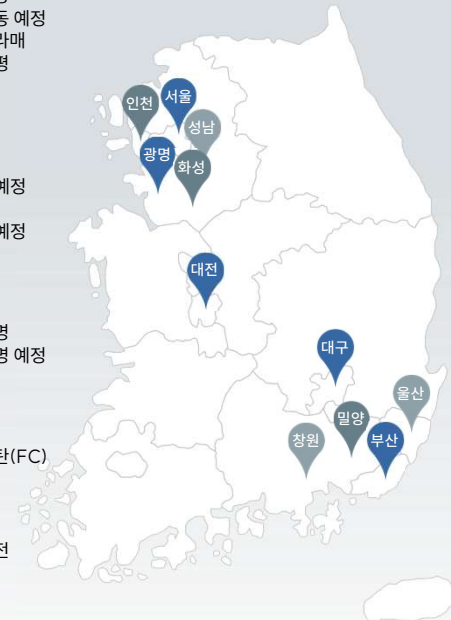 동 예정
라매
평
예정
예정
명
명 예정
탄(FC)
전
인천
서울
성남
광명
화성
대전
대구
울산
밀양
창원
부산